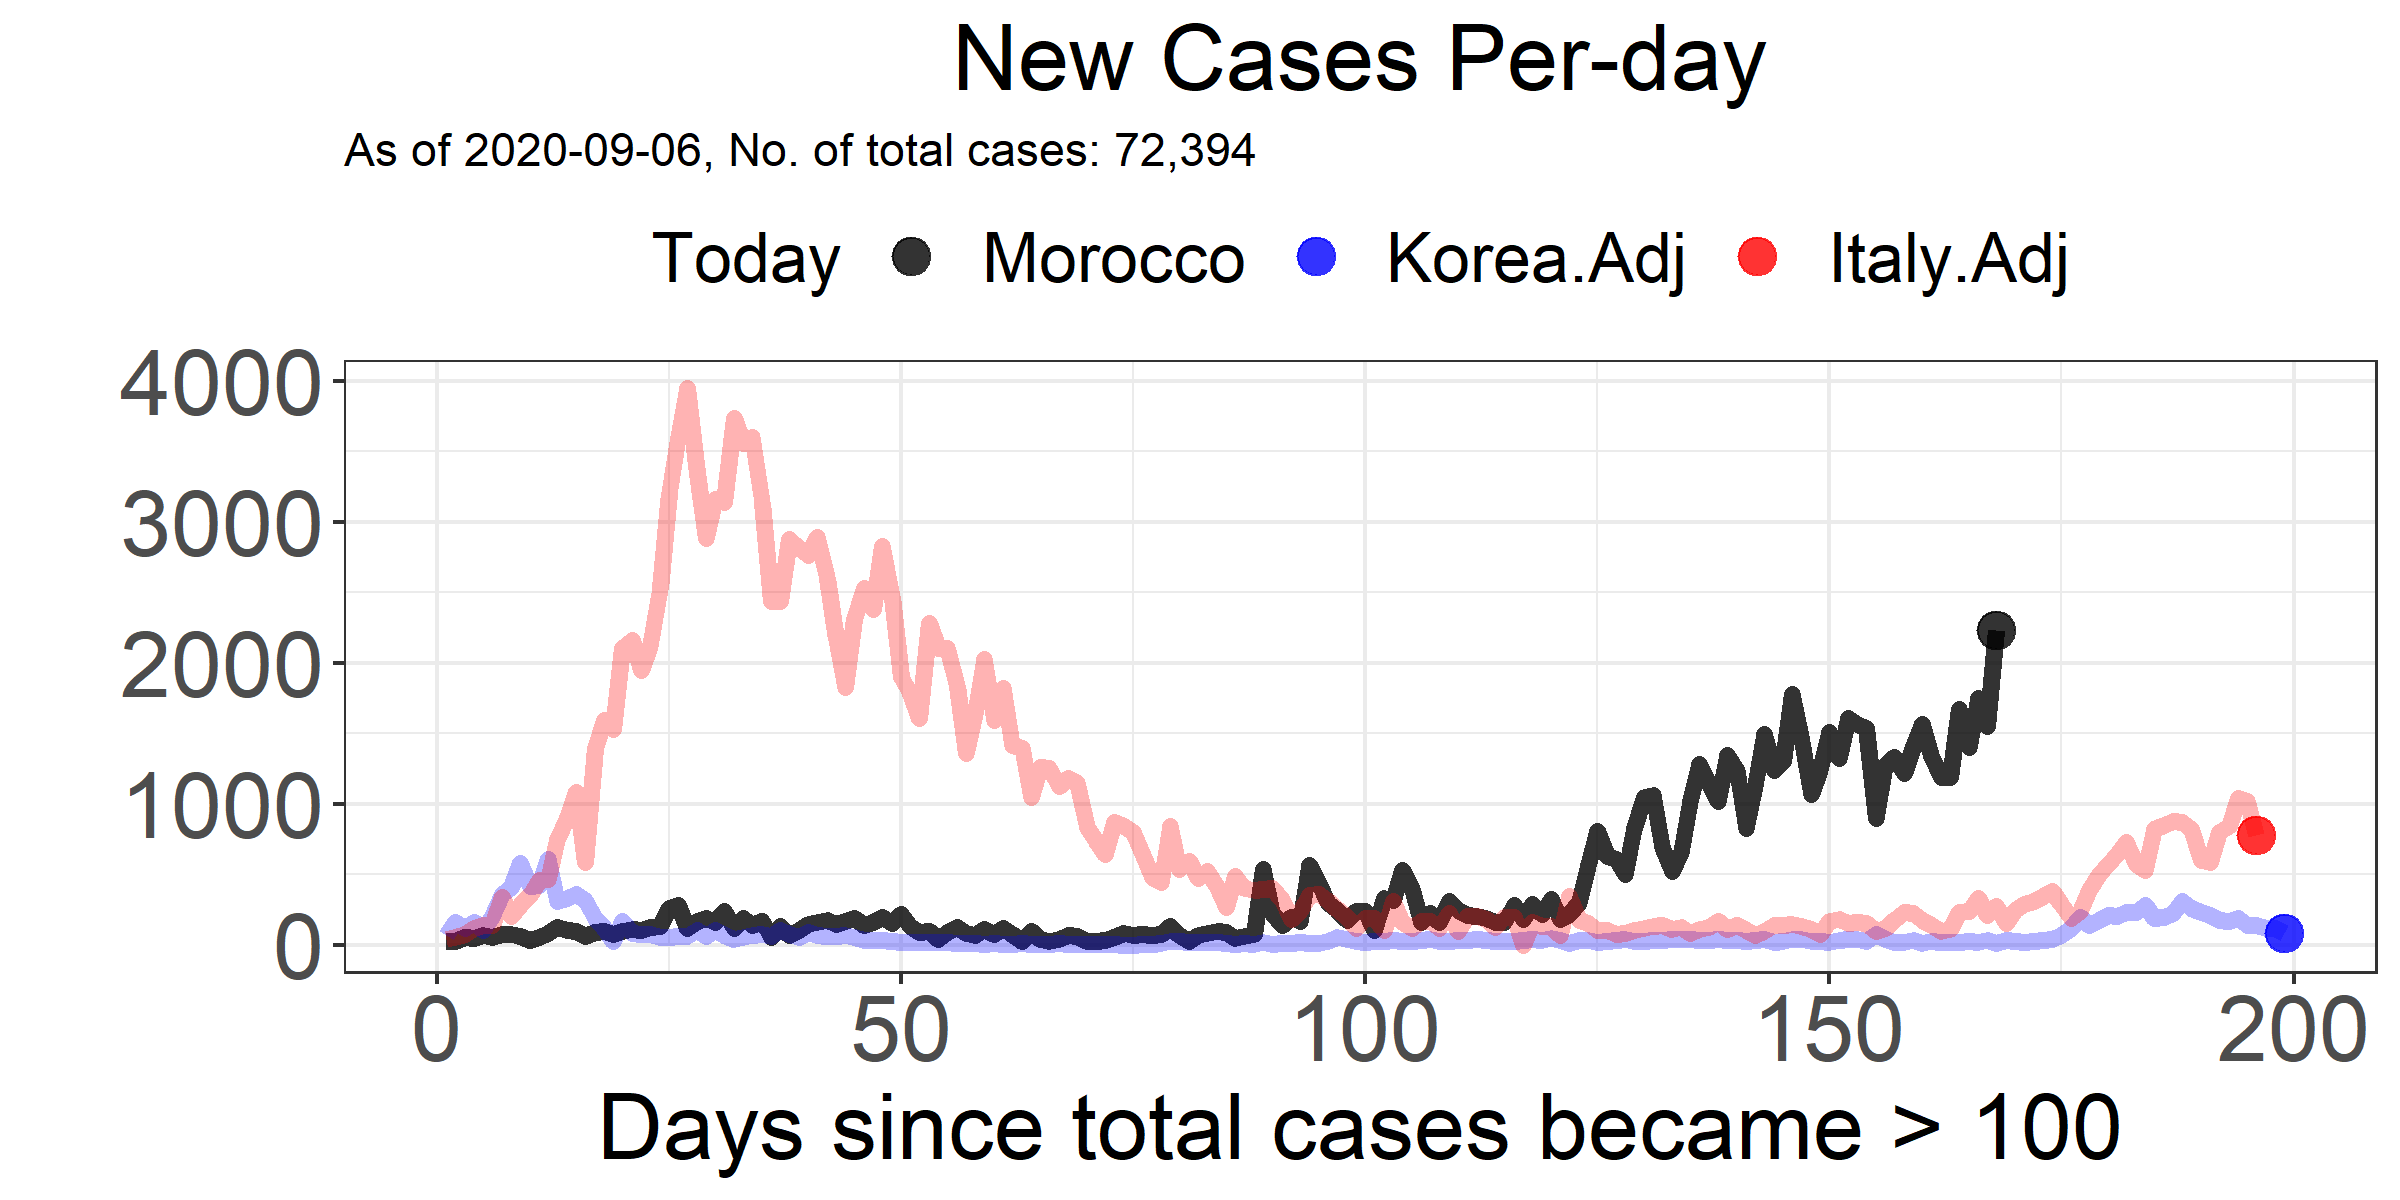 New Cases Per-day
As of 2020-09-06, No. of total cases: 72,394
Today Morocco Korea.Adj Italy.Adj
4000
3000
2000
1000
0
0 50 100 150 200
Days since total cases became > 100